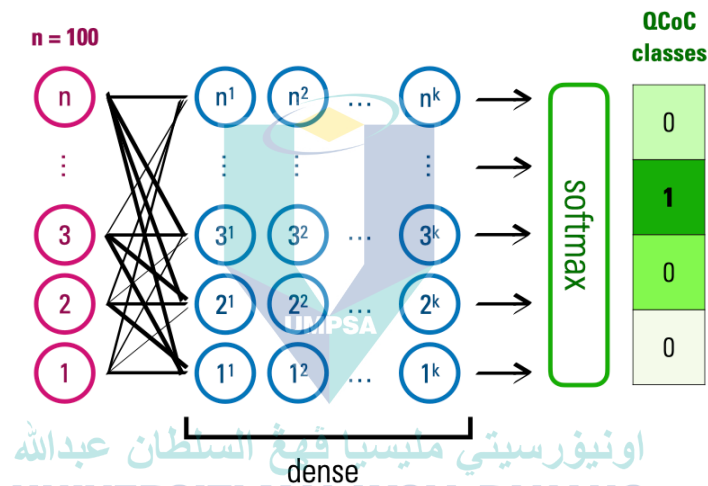 n = 100
QCoC
classes
n n¹ n² ... nᵏ 0
⋮ ⋮ ⋮ ⋮ 1
3 3¹ 3² ... 3ᵏ softmax
2 2¹ 2² ... 2ᵏ 0
UMPSA
1 1¹ 1² ... 1ᵏ 0
اونيۏرسيتي مليسيا ڤهڠ السلطان عبدالله
dense